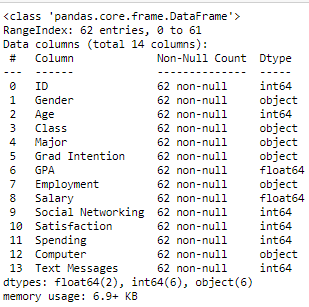 <class 'pandas.core.frame.DataFrame'>
RangeIndex: 62 entries, 0 to 61
Data columns (total 14 columns):
 #   Column             Non-Null Count  Dtype
---  ------             --------------  -----
 0   ID                 62 non-null     int64
 1   Gender             62 non-null     object
 2   Age                62 non-null     int64
 3   Class              62 non-null     object
 4   Major              62 non-null     object
 5   Grad Intention     62 non-null     object
 6   GPA                62 non-null     float64
 7   Employment         62 non-null     object
 8   Salary             62 non-null     float64
 9   Social Networking  62 non-null     int64
 10  Satisfaction       62 non-null     int64
 11  Spending           62 non-null     int64
 12  Computer           62 non-null     object
 13  Text Messages      62 non-null     int64
dtypes: float64(2), int64(6), object(6)
memory usage: 6.9+ KB